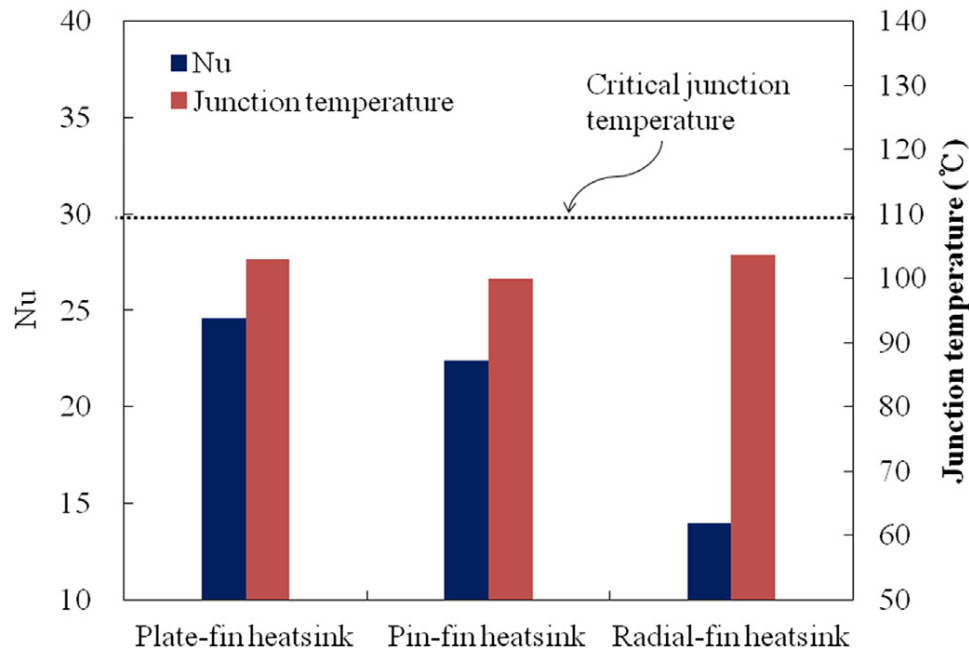 40
35
30
25
20
15
10
Nu
Nu
Junction temperature
Critical junction
temperature
140
130
120
110
100
90
80
70
60
50
Junction temperature (℃)
Plate-fin heatsink
Pin-fin heatsink
Radial-fin heatsink